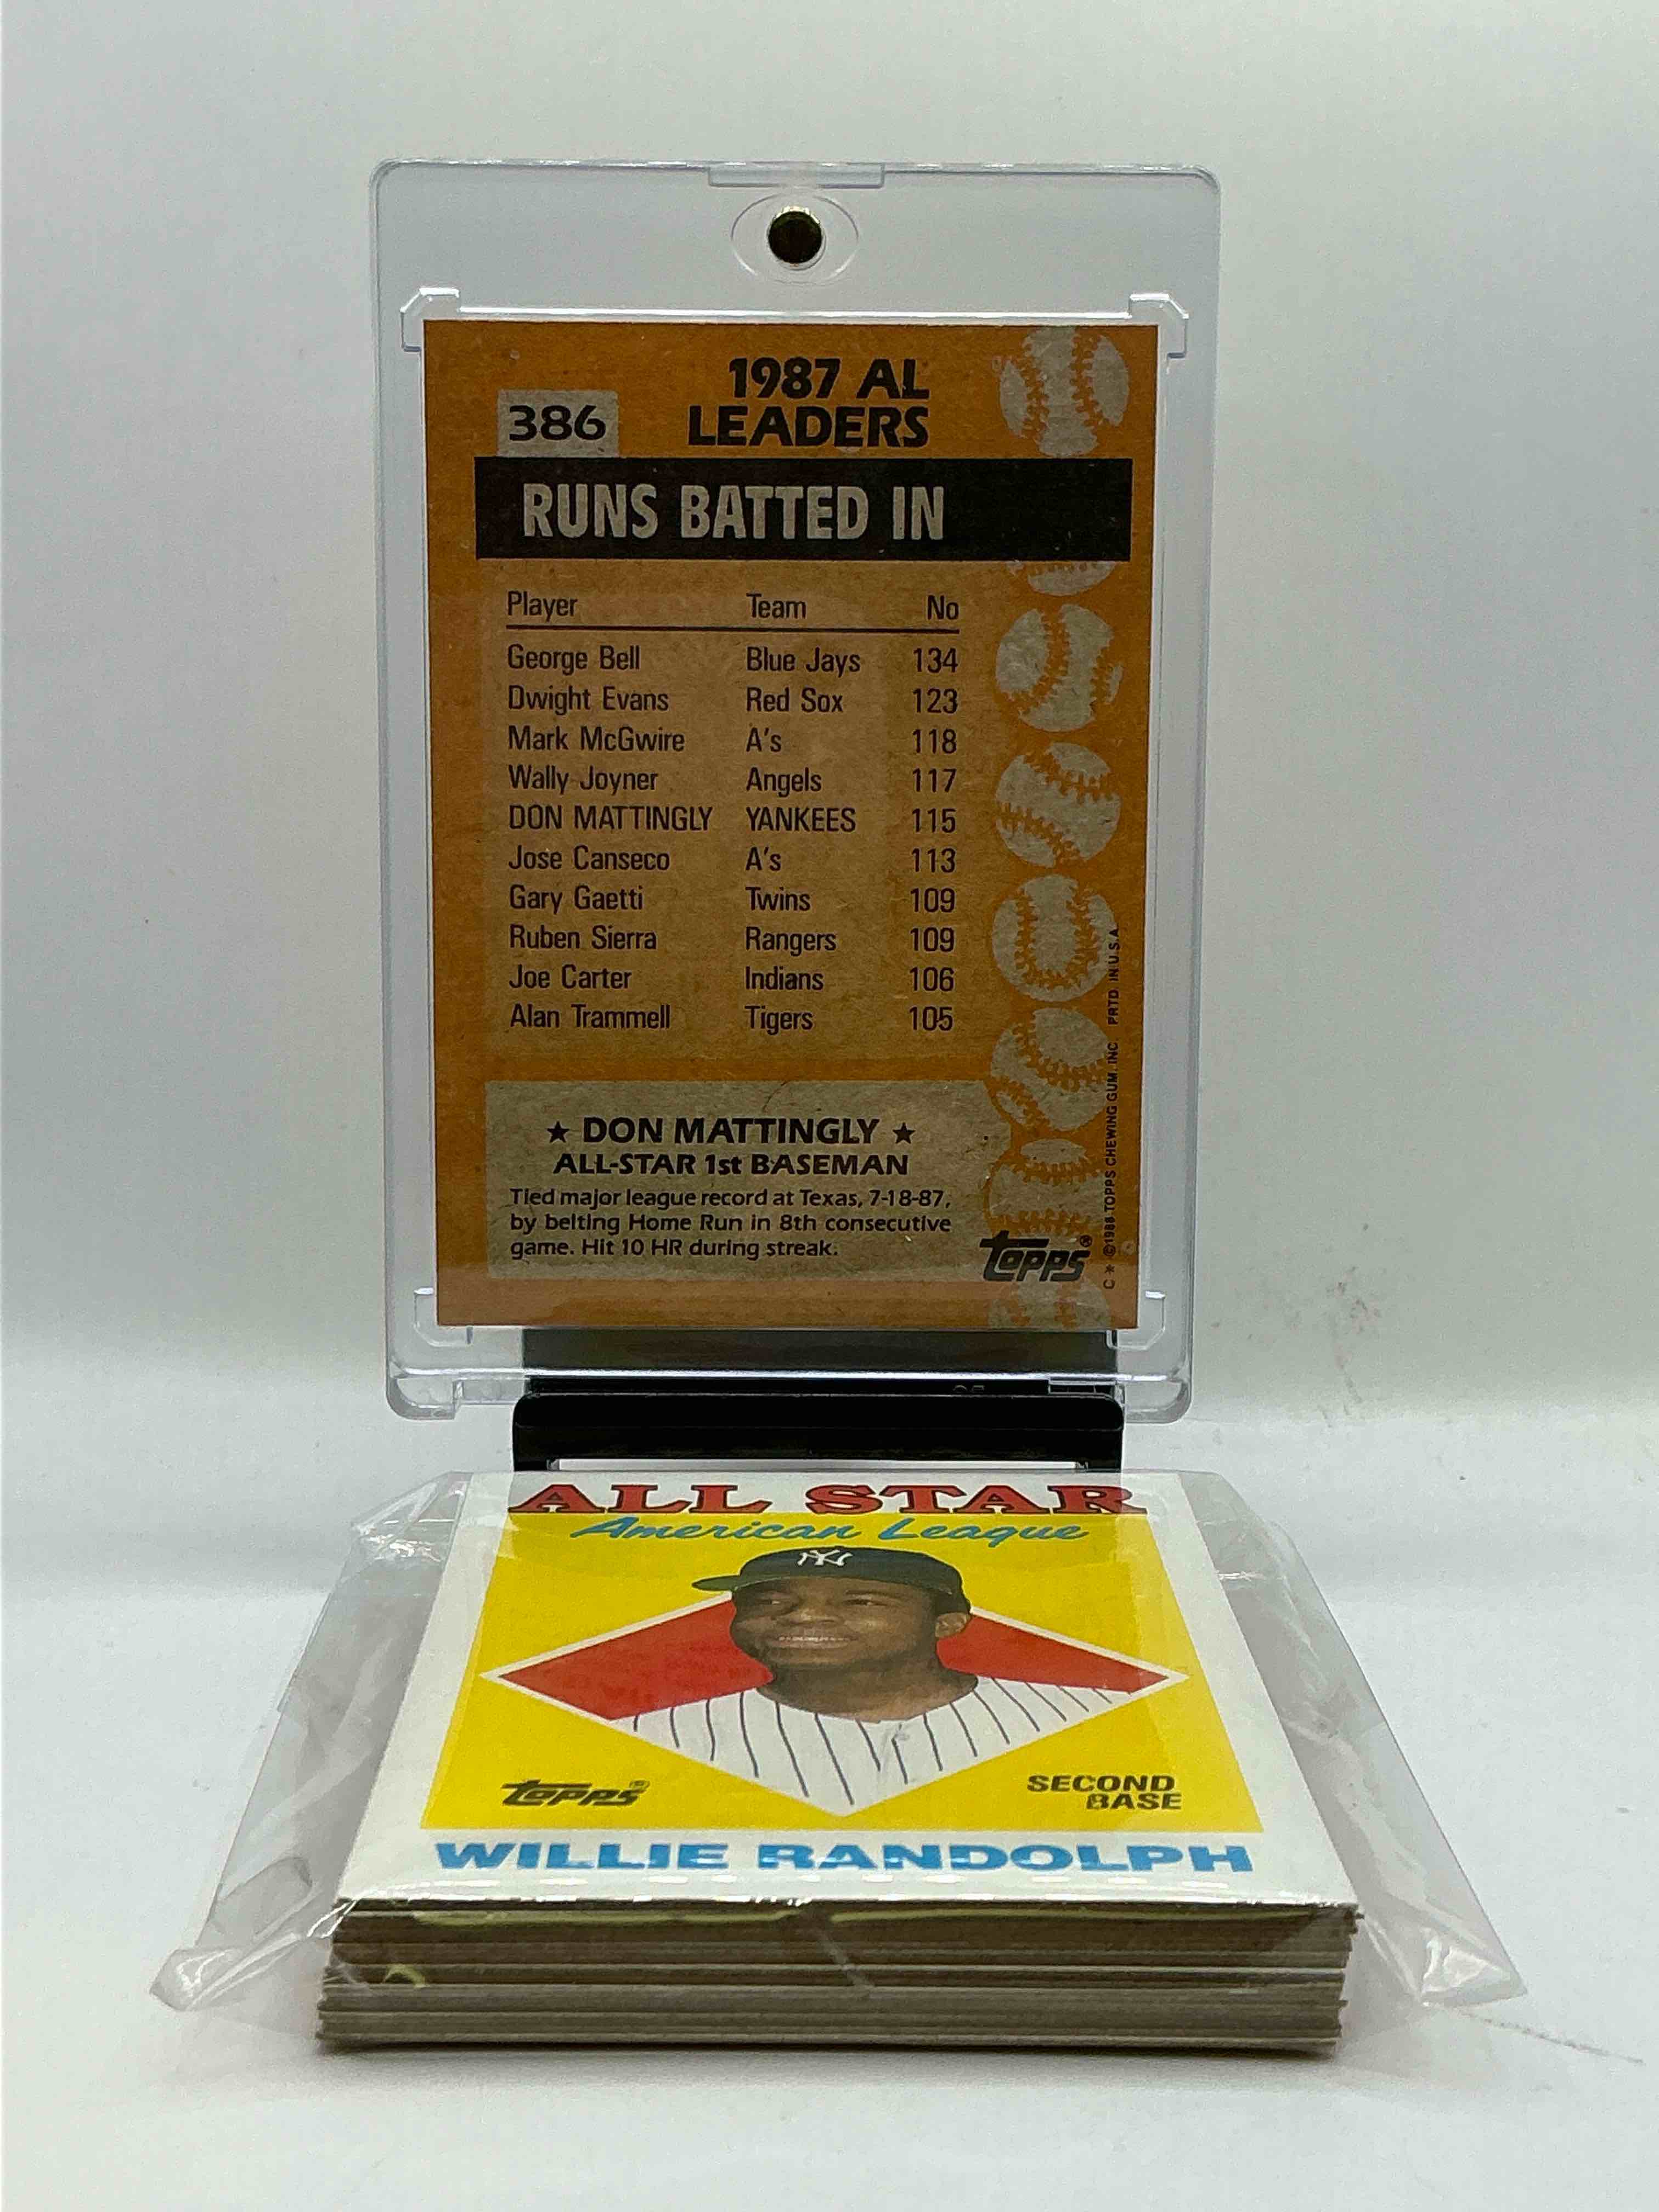 1987 AL
LEADERS
386
RUNS BATTED IN
Player Team No
George Bell Blue Jays 134
Dwight Evans Red Sox 123
Mark McGwire A's 118
Wally Joyner Angels 117
DON MATTINGLY YANKEES 115
Jose Canseco A's 113
Gary Gaetti Twins 109
Ruben Sierra Rangers 109
Joe Carter Indians 106
Alan Trammell Tigers 105
★ DON MATTINGLY ★
ALL-STAR 1st BASEMAN
Tied major league record at Texas, 7-18-87,
by belting Home Run in 8th consecutive
game. Hit 10 HR during streak.
topps®
C * ©1988 TOPPS CHEWING GUM, INC PRTD IN U.S.A
ALL STAR
American League
NY
topps®
SECOND
BASE
WILLIE RANDOLPH